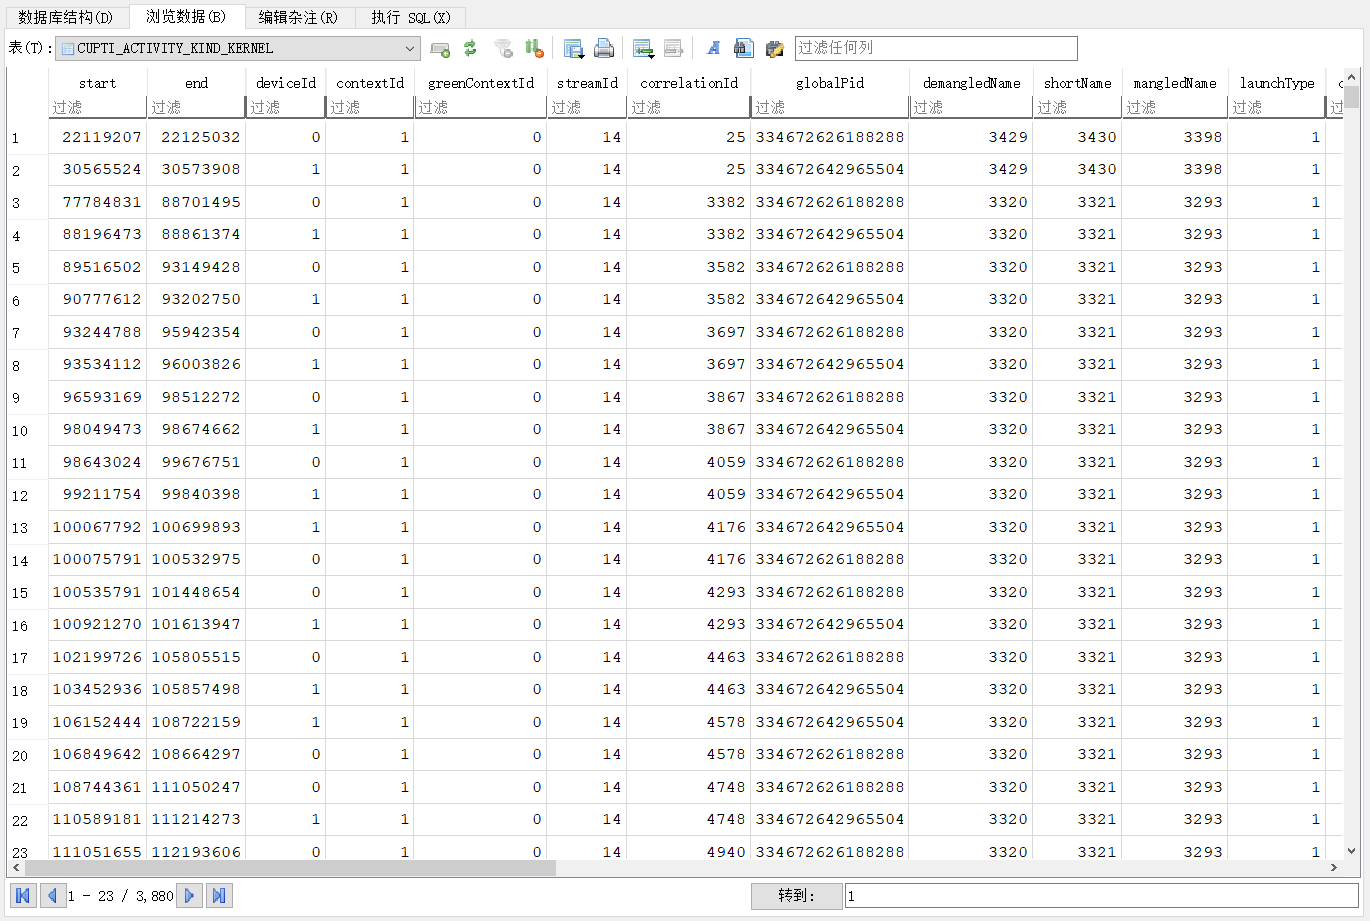 数据库结构(D) 浏览数据(B) 编辑杂注(R) 执行 SQL(X)
表(T): CUPTI_ACTIVITY_KIND_KERNEL 过滤任何列
start end deviceId contextId greenContextId streamId correlationId globalPid demangledName shortName mangledName launchType
过滤 过滤 过滤 过滤 过滤 过滤 过滤 过滤 过滤 过滤 过滤 过滤
1 22119207 22125032 0 1 0 14 25 334672626188288 3429 3430 3398 1
2 30565524 30573908 1 1 0 14 25 334672642965504 3429 3430 3398 1
3 77784831 88701495 0 1 0 14 3382 334672626188288 3320 3321 3293 1
4 88196473 88861374 1 1 0 14 3382 334672642965504 3320 3321 3293 1
5 89516502 93149428 0 1 0 14 3582 334672626188288 3320 3321 3293 1
6 90777612 93202750 1 1 0 14 3582 334672642965504 3320 3321 3293 1
7 93244788 95942354 0 1 0 14 3697 334672626188288 3320 3321 3293 1
8 93534112 96003826 1 1 0 14 3697 334672642965504 3320 3321 3293 1
9 96593169 98512272 0 1 0 14 3867 334672626188288 3320 3321 3293 1
10 98049473 98674662 1 1 0 14 3867 334672642965504 3320 3321 3293 1
11 98643024 99676751 0 1 0 14 4059 334672626188288 3320 3321 3293 1
12 99211754 99840398 1 1 0 14 4059 334672642965504 3320 3321 3293 1
13 100067792 100699893 1 1 0 14 4176 334672642965504 3320 3321 3293 1
14 100075791 100532975 0 1 0 14 4176 334672626188288 3320 3321 3293 1
15 100535791 101448654 0 1 0 14 4293 334672626188288 3320 3321 3293 1
16 100921270 101613947 1 1 0 14 4293 334672642965504 3320 3321 3293 1
17 102199726 105805515 0 1 0 14 4463 334672626188288 3320 3321 3293 1
18 103452936 105857498 1 1 0 14 4463 334672642965504 3320 3321 3293 1
19 106152444 108722159 1 1 0 14 4578 334672642965504 3320 3321 3293 1
20 106849642 108664297 0 1 0 14 4578 334672626188288 3320 3321 3293 1
21 108744361 111050247 0 1 0 14 4748 334672626188288 3320 3321 3293 1
22 110589181 111214273 1 1 0 14 4748 334672642965504 3320 3321 3293 1
23 111051655 112193606 0 1 0 14 4940 334672626188288 3320 3321 3293 1
1 - 23 / 3,880 转到: 1